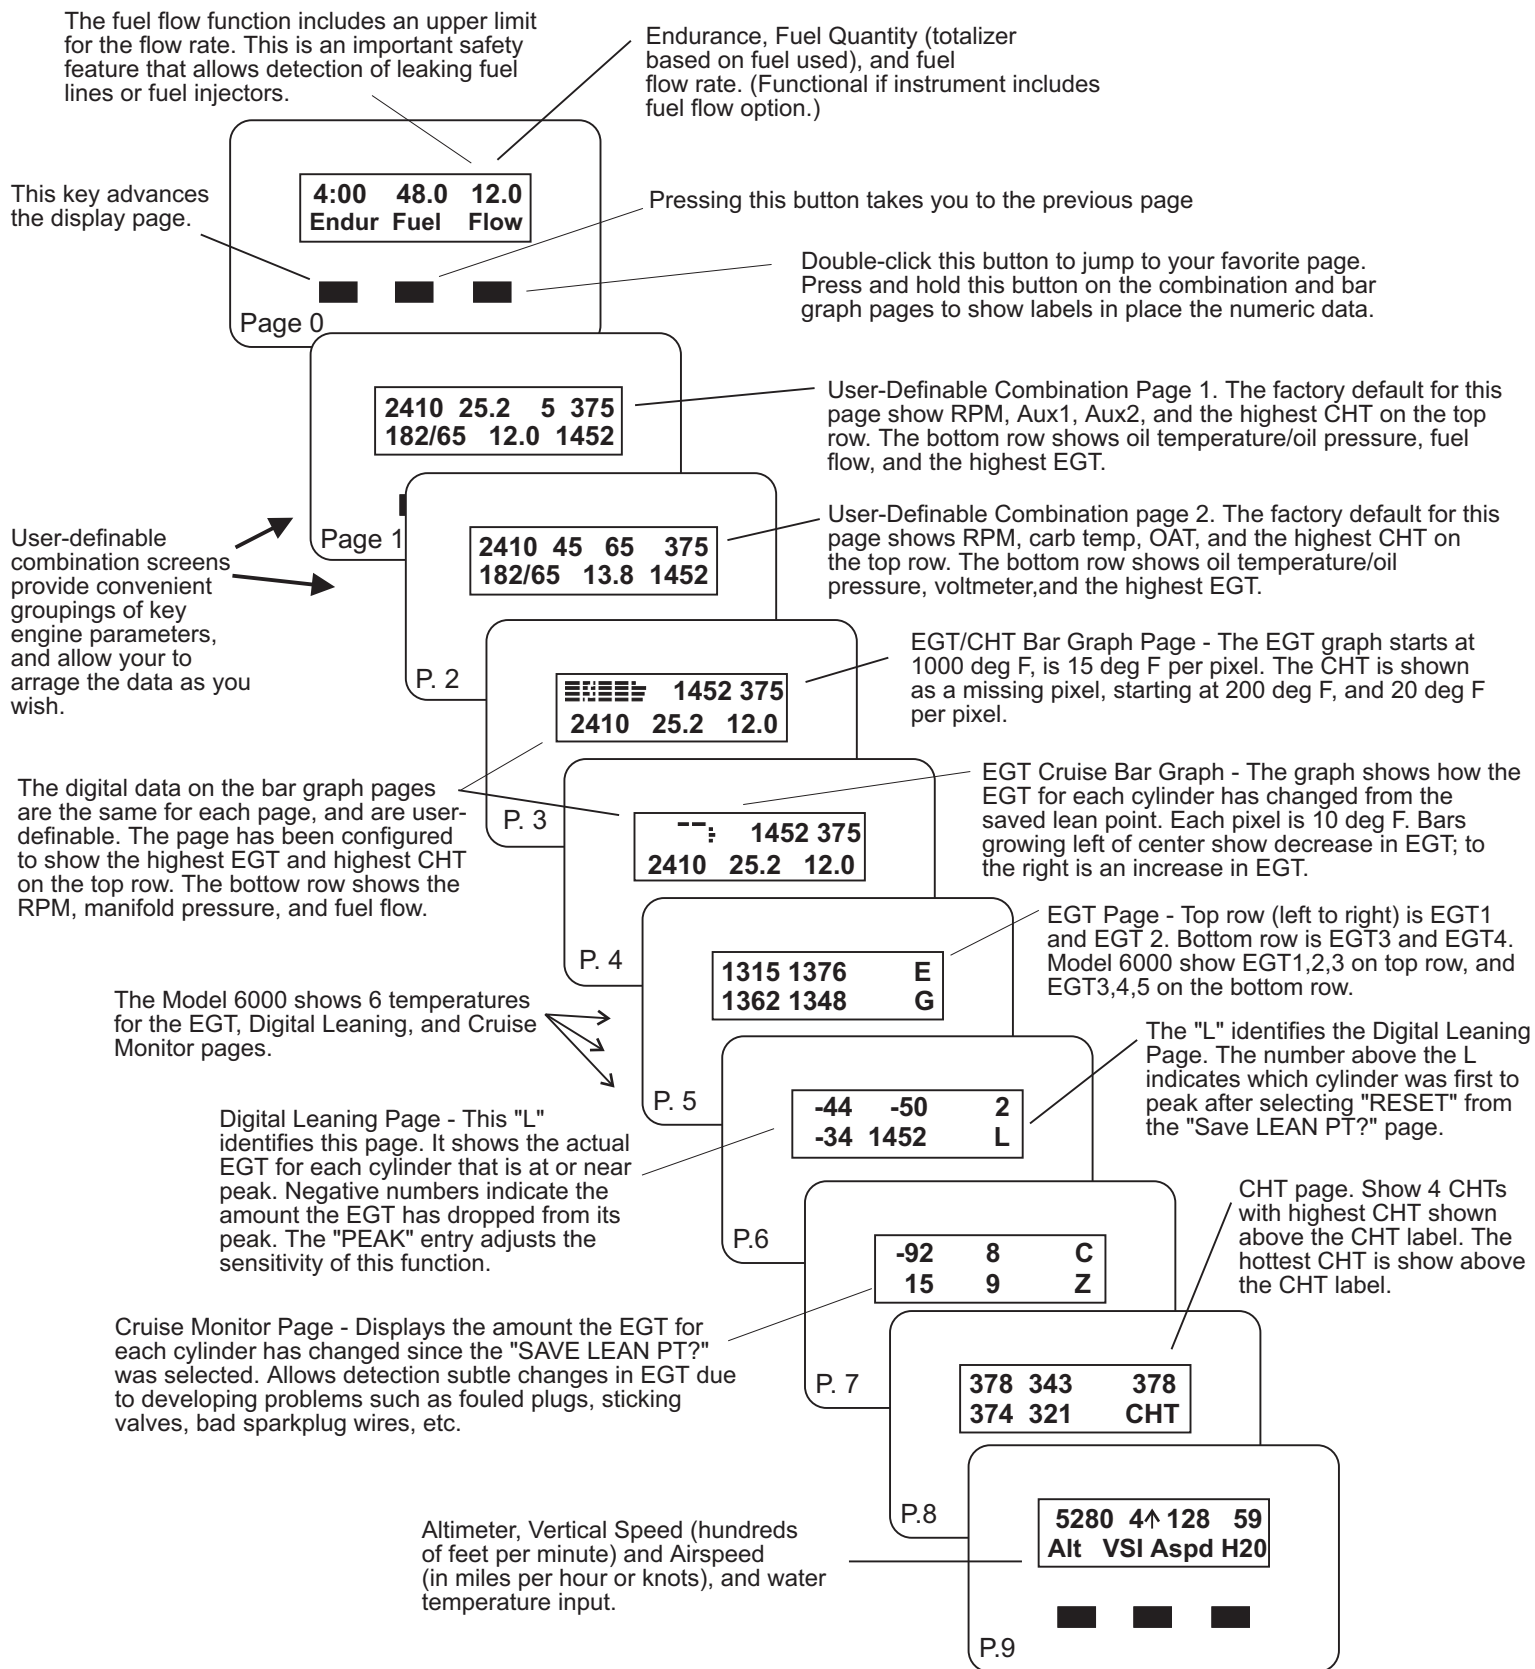 The fuel flow function includes an upper limit
for the flow rate. This is an important safety
feature that allows detection of leaking fuel
lines or fuel injectors.
Endurance, Fuel Quantity (totalizer
based on fuel used), and fuel
flow rate. (Functional if instrument includes
fuel flow option.)
This key advances
the display page.
4:00 48.0 12.0
Endur Fuel Flow
Pressing this button takes you to the previous page
Double-click this button to jump to your favorite page.
Press and hold this button on the combination and bar
graph pages to show labels in place the numeric data.
Page 0
2410 25.2 5 375
182/65 12.0 1452
User-Definable Combination Page 1. The factory default for this
page show RPM, Aux1, Aux2, and the highest CHT on the top
row. The bottom row shows oil temperature/oil pressure, fuel
flow, and the highest EGT.
Page 1
User-definable
combination screens
provide convenient
groupings of key
engine parameters,
and allow your to
arrage the data as you
wish.
2410 45 65 375
182/65 13.8 1452
User-Definable Combination page 2. The factory default for this
page shows RPM, carb temp, OAT, and the highest CHT on
the top row. The bottom row shows oil temperature/oil
pressure, voltmeter,and the highest EGT.
P. 2
1452 375
2410 25.2 12.0
EGT/CHT Bar Graph Page - The EGT graph starts at
1000 deg F, is 15 deg F per pixel. The CHT is shown
as a missing pixel, starting at 200 deg F, and 20 deg F
per pixel.
P. 3
The digital data on the bar graph pages
are the same for each page, and are user-
definable. The page has been configured
to show the highest EGT and highest CHT
on the top row. The bottow row shows the
RPM, manifold pressure, and fuel flow.
1452 375
2410 25.2 12.0
EGT Cruise Bar Graph - The graph shows how the
EGT for each cylinder has changed from the
saved lean point. Each pixel is 10 deg F. Bars
growing left of center show decrease in EGT; to
the right is an increase in EGT.
P. 4
1315 1376 E
1362 1348 G
EGT Page - Top row (left to right) is EGT1
and EGT 2. Bottom row is EGT3 and EGT4.
Model 6000 show EGT1,2,3 on top row, and
EGT3,4,5 on the bottom row.
The Model 6000 shows 6 temperatures
for the EGT, Digital Leaning, and Cruise
Monitor pages.
P. 5
-44 -50 2
-34 1452 L
The "L" identifies the Digital Leaning
Page. The number above the L
indicates which cylinder was first to
peak after selecting "RESET" from
the "Save LEAN PT?" page.
Digital Leaning Page - This "L"
identifies this page. It shows the actual
EGT for each cylinder that is at or near
peak. Negative numbers indicate the
amount the EGT has dropped from its
peak. The "PEAK" entry adjusts the
sensitivity of this function.
P.6
-92 8 C
15 9 Z
CHT page. Show 4 CHTs
with highest CHT shown
above the CHT label. The
hottest CHT is show above
the CHT label.
Cruise Monitor Page - Displays the amount the EGT for
each cylinder has changed since the "SAVE LEAN PT?"
was selected. Allows detection subtle changes in EGT due
to developing problems such as fouled plugs, sticking
valves, bad sparkplug wires, etc.
P. 7
378 343 378
374 321 CHT
P.8
5280 4↑ 128 59
Alt VSI Aspd H20
Altimeter, Vertical Speed (hundreds
of feet per minute) and Airspeed
(in miles per hour or knots), and water
temperature input.
P.9